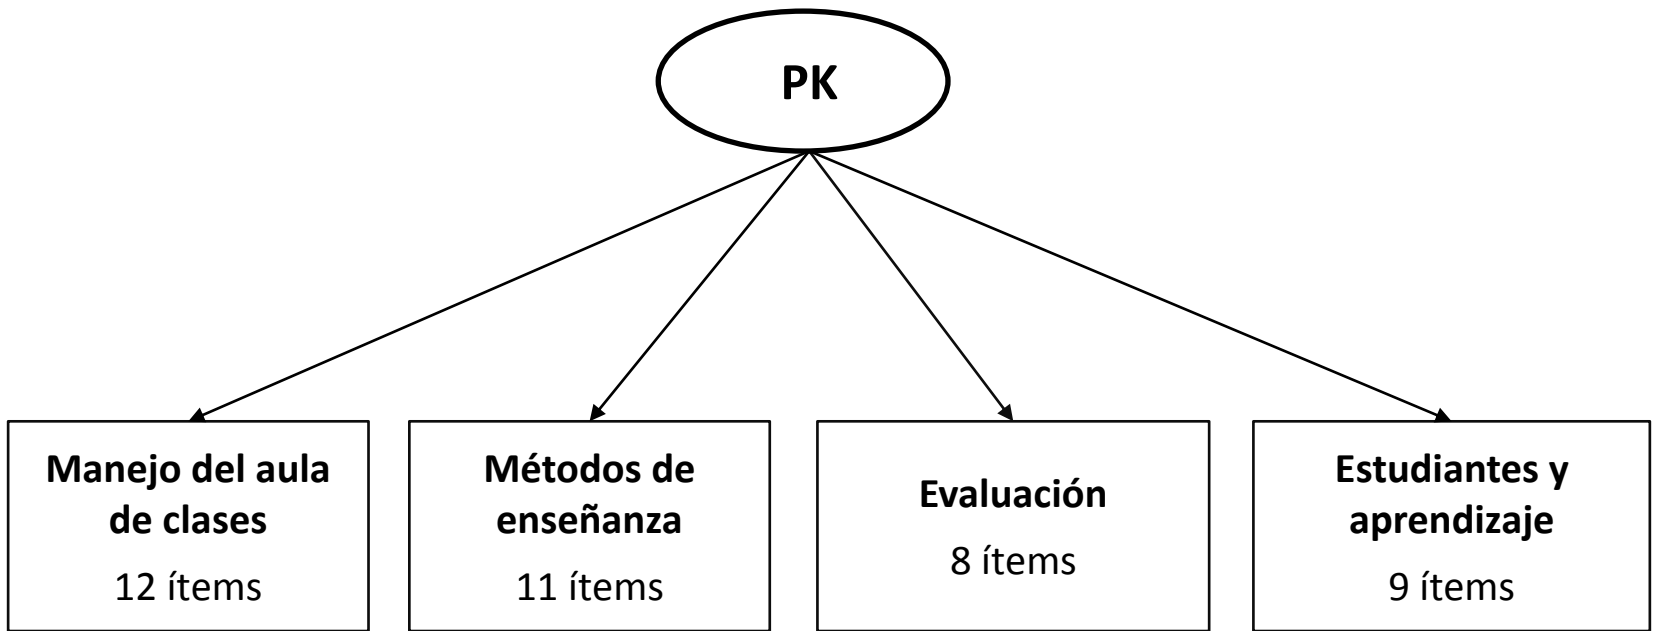 PK
Manejo del aula
de clases
12 ítems
Métodos de
enseñanza
11 ítems
Evaluación
8 ítems
Estudiantes y
aprendizaje
9 ítems